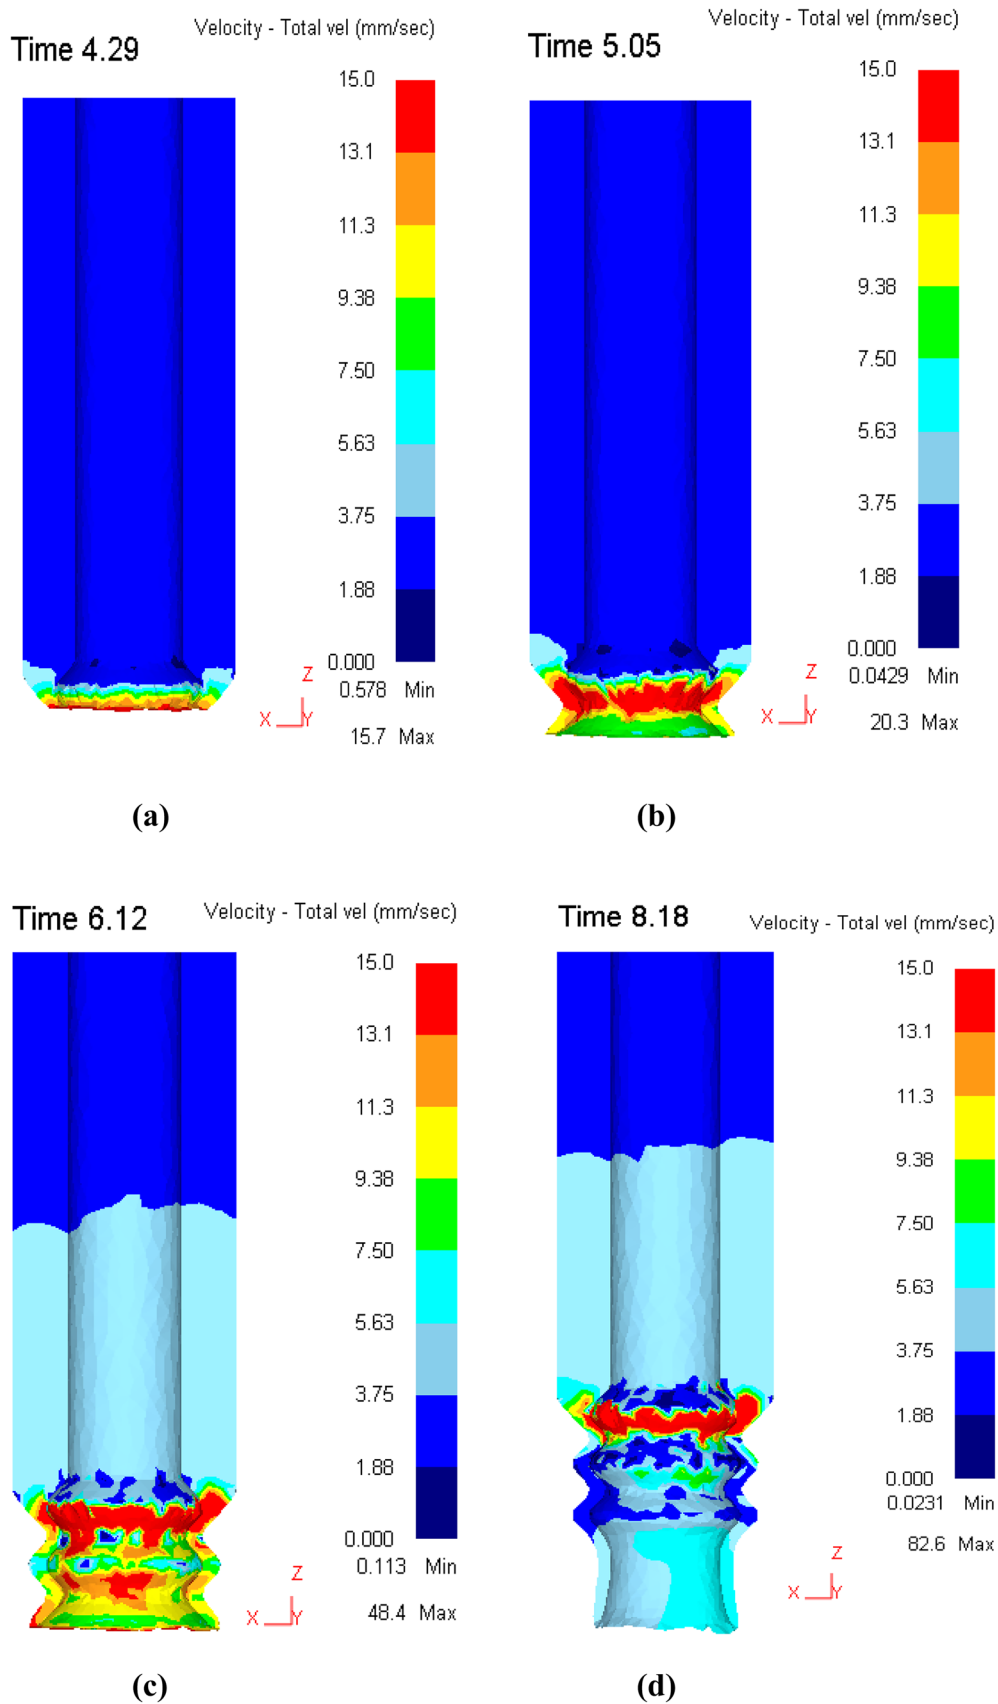 Velocity - Total vel (mm/sec)
Time 4.29
15.0
13.1
11.3
9.38
7.50
5.63
3.75
1.88
0.000
0.578 Min
15.7 Max
Z
X
Y
(a)
Velocity - Total vel (mm/sec)
Time 5.05
15.0
13.1
11.3
9.38
7.50
5.63
3.75
1.88
0.000
0.0429 Min
20.3 Max
Z
X
Y
(b)
Velocity - Total vel (mm/sec)
Time 6.12
15.0
13.1
11.3
9.38
7.50
5.63
3.75
1.88
0.000
0.113 Min
48.4 Max
Z
X
Y
(c)
Time 8.18
Velocity - Total vel (mm/sec)
15.0
13.1
11.3
9.38
7.50
5.63
3.75
1.88
0.000
0.0231 Min
82.6 Max
Z
X
Y
(d)